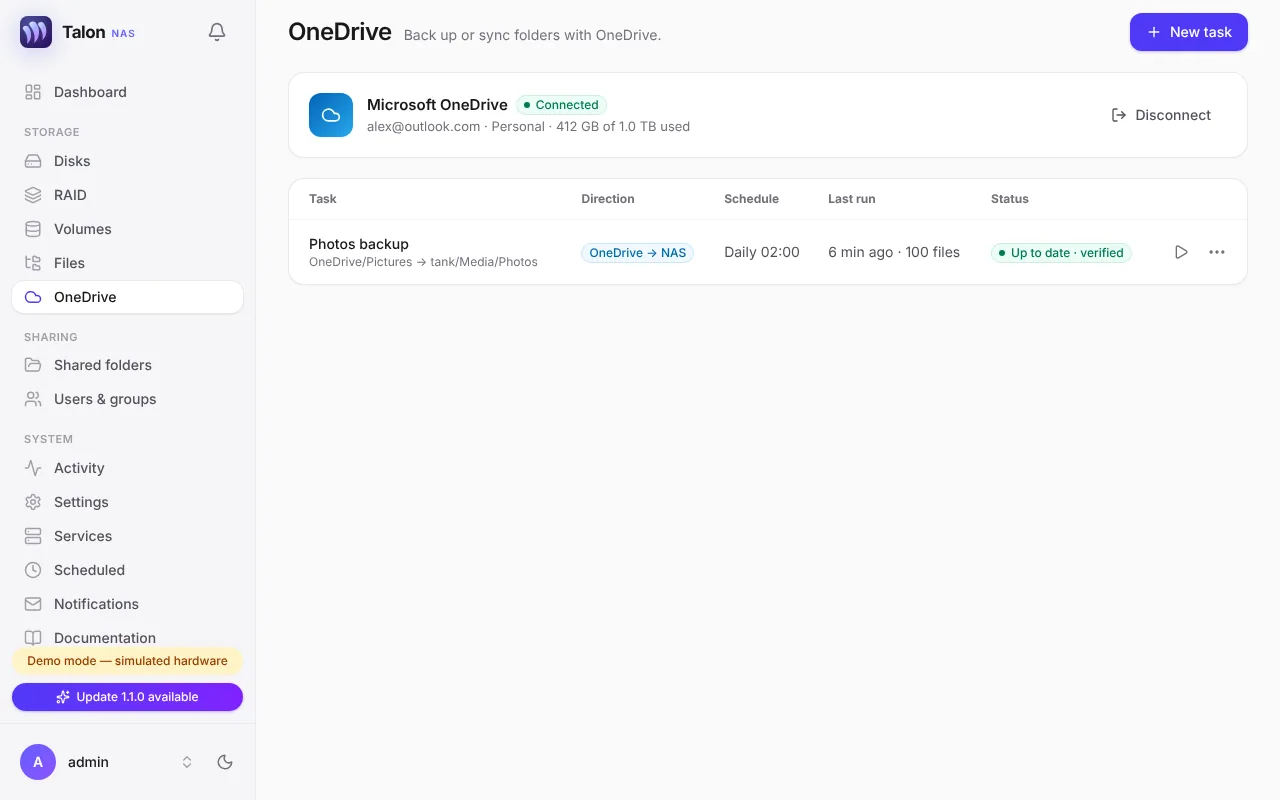 Talon NAS
Dashboard
STORAGE
Disks
RAID
Volumes
Files
OneDrive
SHARING
Shared folders
Users & groups
SYSTEM
Activity
Settings
Services
Scheduled
Notifications
Documentation
Demo mode — simulated hardware
Update 1.1.0 available
A admin
OneDrive Back up or sync folders with OneDrive.
New task
Microsoft OneDrive Connected
alex@outlook.com · Personal · 412 GB of 1.0 TB used
Disconnect
Task Direction Schedule Last run Status
Photos backup
OneDrive/Pictures → tank/Media/Photos
OneDrive → NAS Daily 02:00 6 min ago · 100 files Up to date · verified